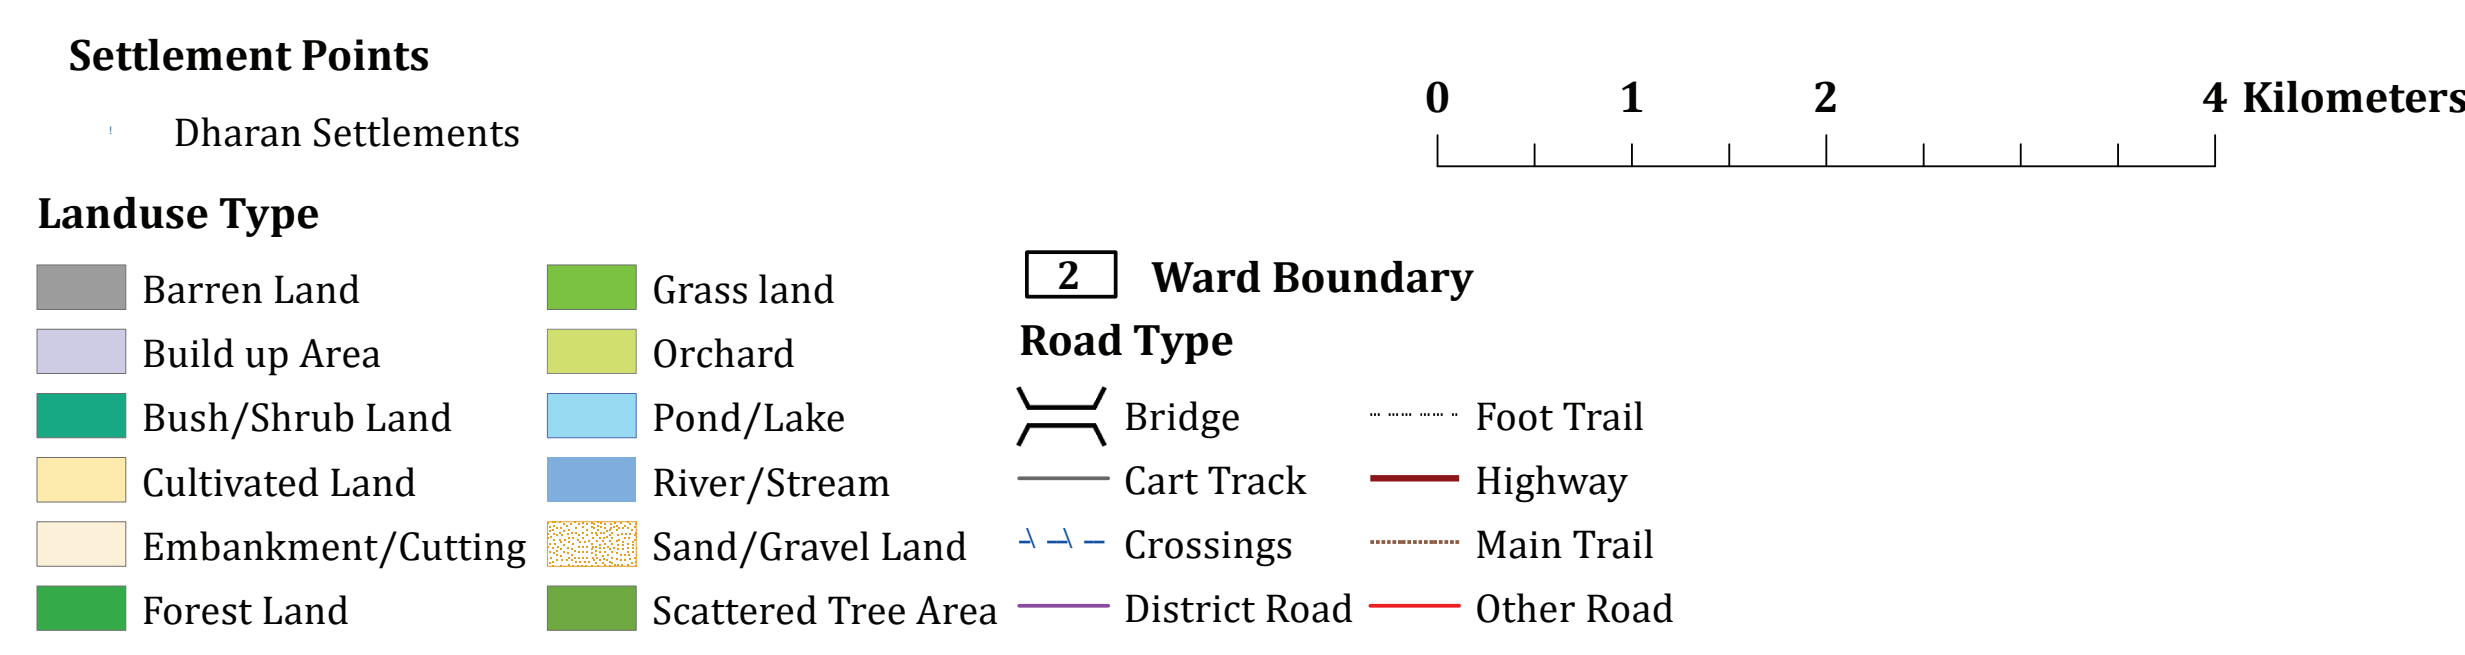 Settlement Points
Dharan Settlements
0 1 2 4 Kilometers
Landuse Type
Barren Land
Build up Area
Bush/Shrub Land
Cultivated Land
Embankment/Cutting
Forest Land
Grass land
Orchard
Pond/Lake
River/Stream
Sand/Gravel Land
Scattered Tree Area
2 Ward Boundary
Road Type
Bridge
Cart Track
Crossings
District Road
Foot Trail
Highway
Main Trail
Other Road